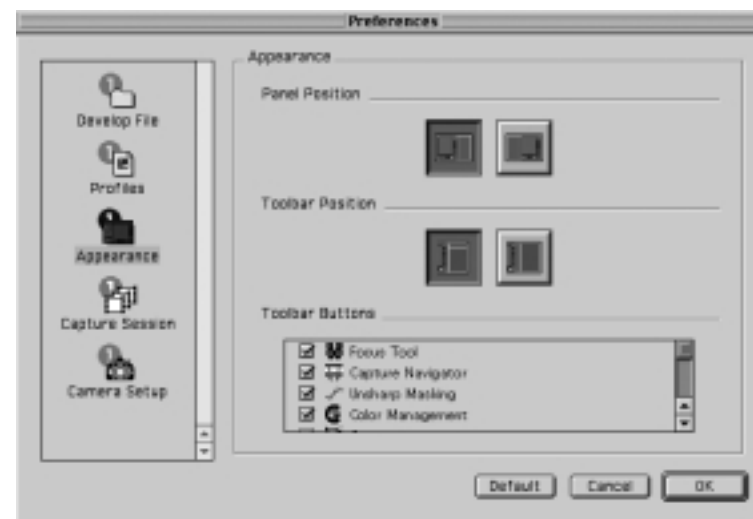 Preferences
Develop File
Profiles
Appearance
Capture Session
Camera Setup
Appearance
Panel Position
Toolbar Position
Toolbar Buttons
Focus Tool
Capture Navigator
Unsharp Masking
Color Management
Default
Cancel
OK